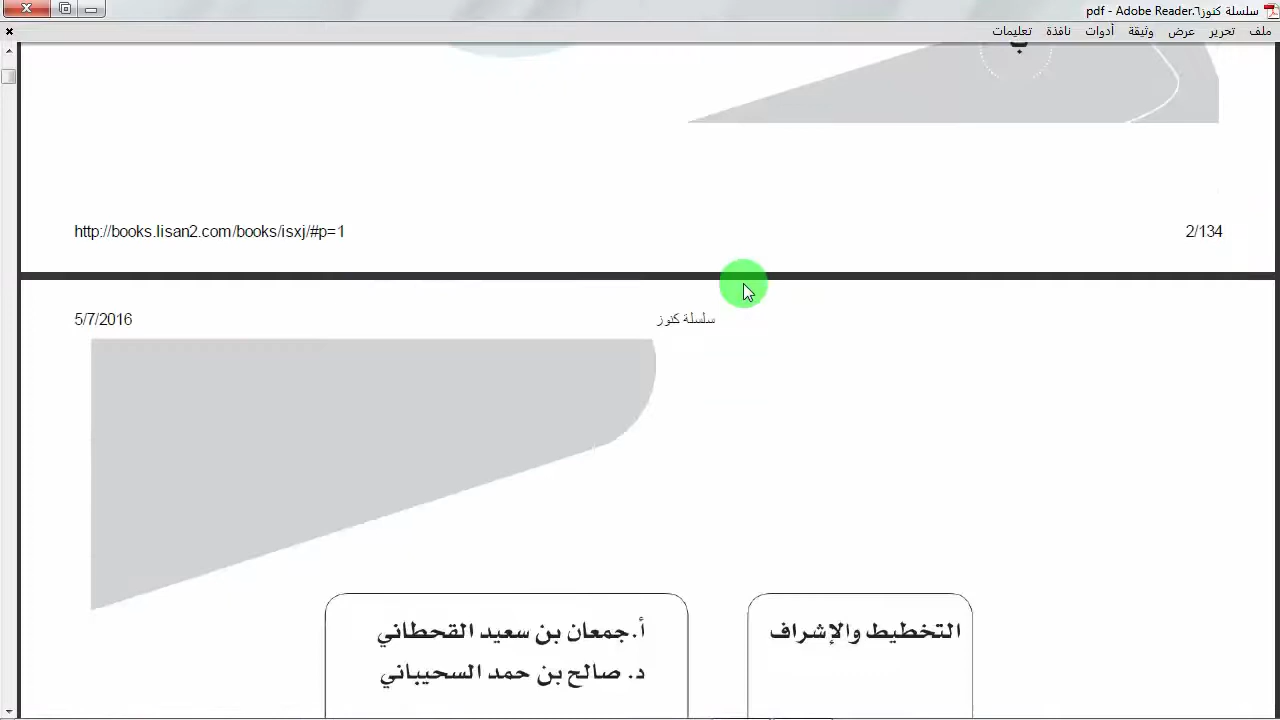 سلسلة كنوز٦.pdf - Adobe Reader
ملف تحرير عرض وثيقة أدوات نافذة تعليمات
ب
http://books.lisan2.com/books/isxj/#p=1
2/134
5/7/2016
سلسلة كنوز
التخطيط والإشراف
أ.جمعان بن سعيد القحطاني
د. صالح بن حمد السحيباني